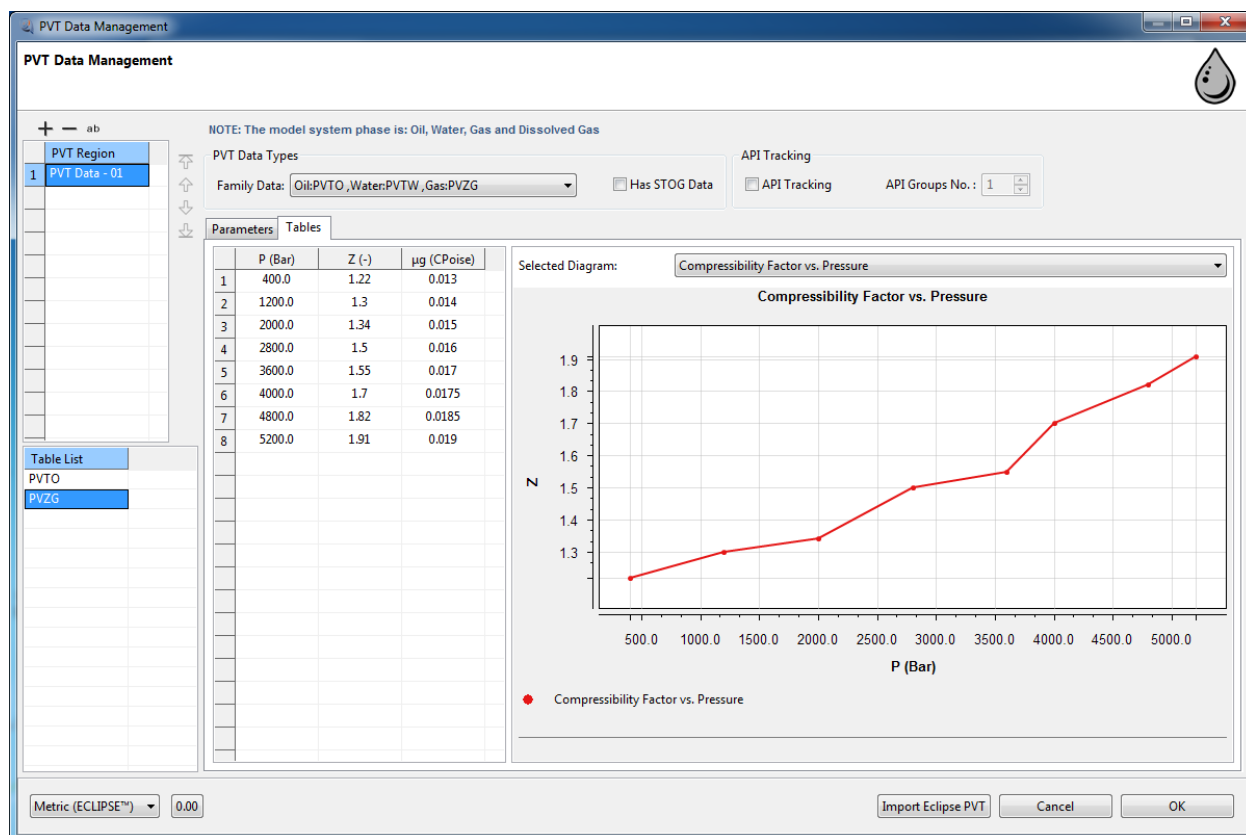 PVT Data Management
PVT Data Management
ab
NOTE: The model system phase is: Oil, Water, Gas and Dissolved Gas
PVT Region
1 PVT Data - 01
PVT Data Types
Family Data: Oil:PVTO ,Water:PVTW ,Gas:PVZG
Has STOG Data
API Tracking
API Tracking
API Groups No. : 1
Parameters Tables
P (Bar) Z (-) µg (CPoise)
1 400.0 1.22 0.013
2 1200.0 1.3 0.014
3 2000.0 1.34 0.015
4 2800.0 1.5 0.016
5 3600.0 1.55 0.017
6 4000.0 1.7 0.0175
7 4800.0 1.82 0.0185
8 5200.0 1.91 0.019
Table List
PVTO
PVZG
Selected Diagram: Compressibility Factor vs. Pressure
Compressibility Factor vs. Pressure
1.9
1.8
1.7
1.6
1.5
1.4
1.3
Z
500.0 1000.0 1500.0 2000.0 2500.0 3000.0 3500.0 4000.0 4500.0 5000.0
P (Bar)
Compressibility Factor vs. Pressure
Metric (ECLIPSE™) 0.00
Import Eclipse PVT Cancel OK